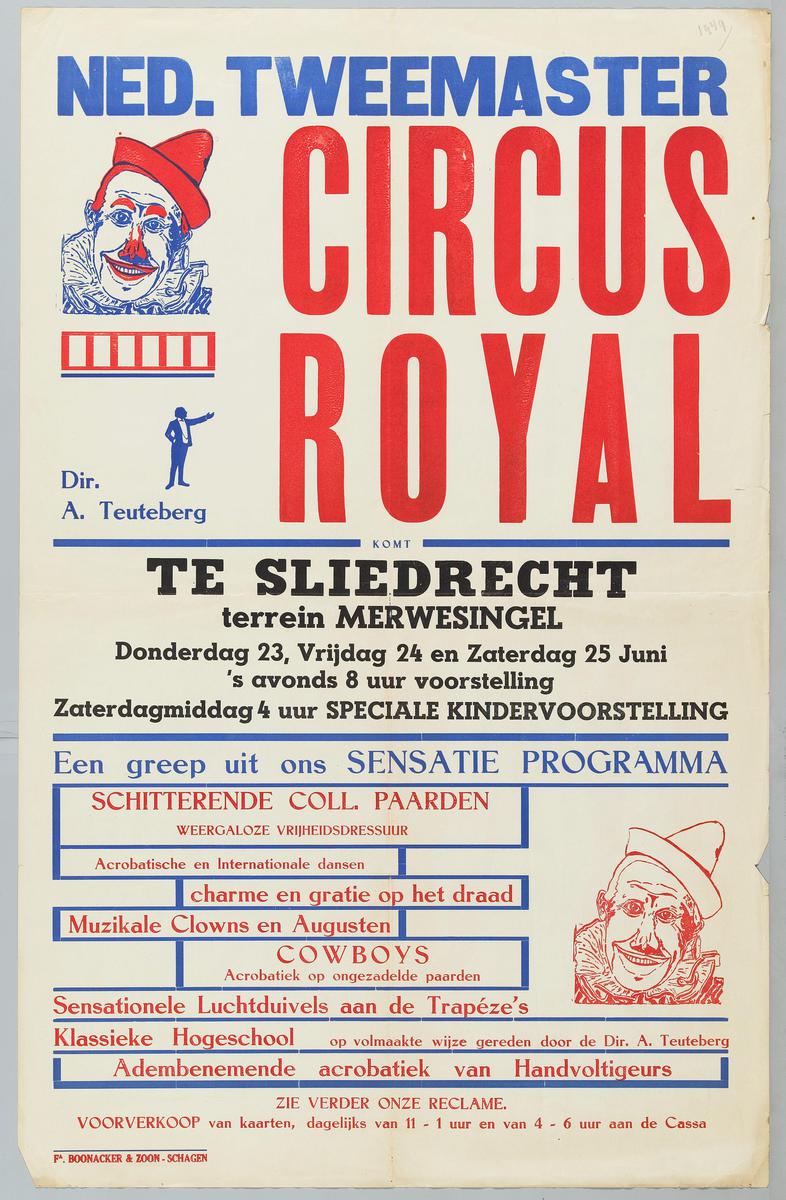 1949
NED. TWEEMASTER
CIRCUS
ROYAL
Dir.
A. Teuteberg
KOMT
TE SLIEDRECHT
terrein MERWESINGEL
Donderdag 23, Vrijdag 24 en Zaterdag 25 Juni
's avonds 8 uur voorstelling
Zaterdagmiddag 4 uur SPECIALE KINDERVOORSTELLING
Een greep uit ons SENSATIE PROGRAMMA
SCHITTERENDE COLL. PAARDEN
WEERGALOZE VRIJHEIDSDRESSUUR
Acrobatische en Internationale dansen
charme en gratie op het draad
Muzikale Clowns en Augusten
COWBOYS
Acrobatiek op ongezadelde paarden
Sensationele Luchtduivels aan de Trapéze's
Klassieke Hogeschool op volmaakte wijze gereden door de Dir. A. Teuteberg
Adembenemende acrobatiek van Handvoltigeurs
ZIE VERDER ONZE RECLAME.
VOORVERKOOP van kaarten, dagelijks van 11 - 1 uur en van 4 - 6 uur aan de Cassa
Fa. BOONACKER & ZOON - SCHAGEN